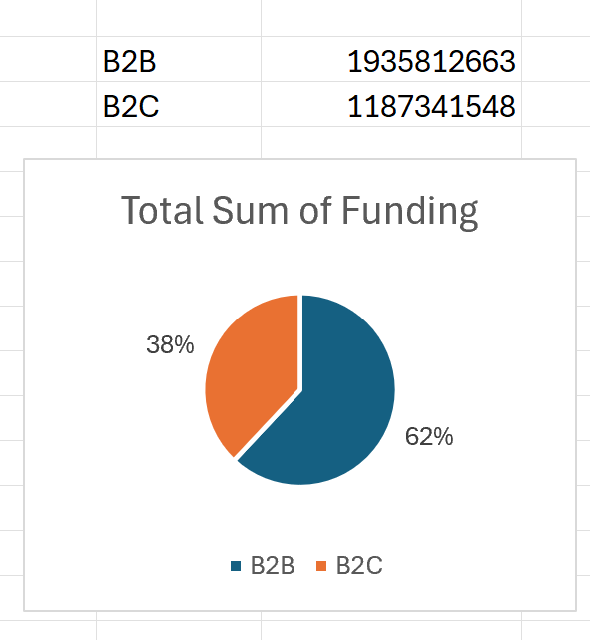 B2B 1935812663
B2C 1187341548
Total Sum of Funding
38%
62%
B2B B2C